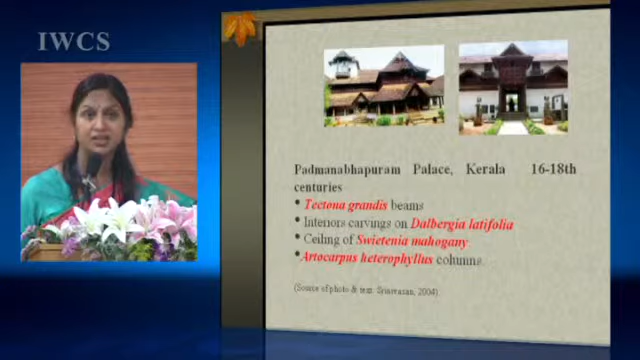 IWCS
Padmanabhapuram Palace, Kerala 16-18th
centuries
• Tectona grandis beams
• Interiors carvings on Dalbergia latifolia
• Ceiling of Swietenia mahogany
• Artocarpus heterophyllus columns.
(Source of photo & text: Srinivasan, 2004)